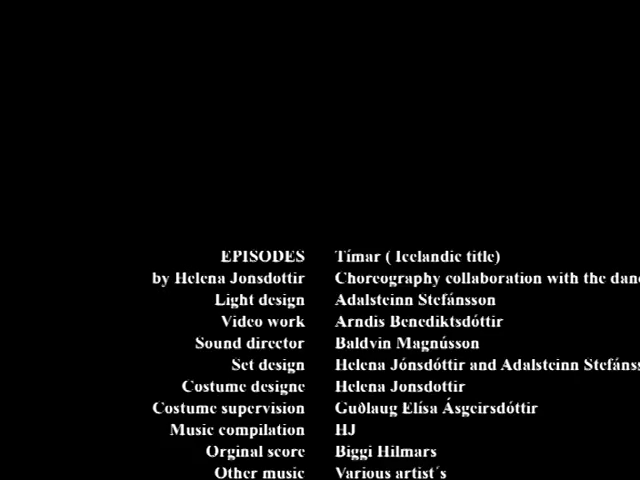 EPISODES Tímar ( Icelandic title)
by Helena Jonsdottir Choreography collaboration with the
Light design Adalsteinn Stefánsson
Video work Arndis Benediktsdóttir
Sound director Baldvin Magnússon
Set design Helena Jónsdóttir and Adalsteinn
Costume designe Helena Jonsdottir
Costume supervision Guðlaug Elísa Ásgeirsdóttir
Music compilation HJ
Orginal score Biggi Hilmars
Other music Various artist´s